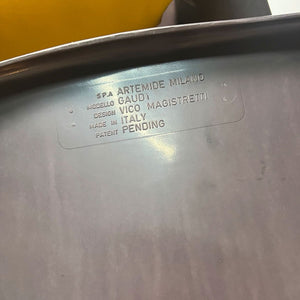 S.P.A ARTEMIDE MILANO
MODELLO GAUDI
DESIGN VICO MAGISTRETTI
MADE IN ITALY
PATENT PENDING